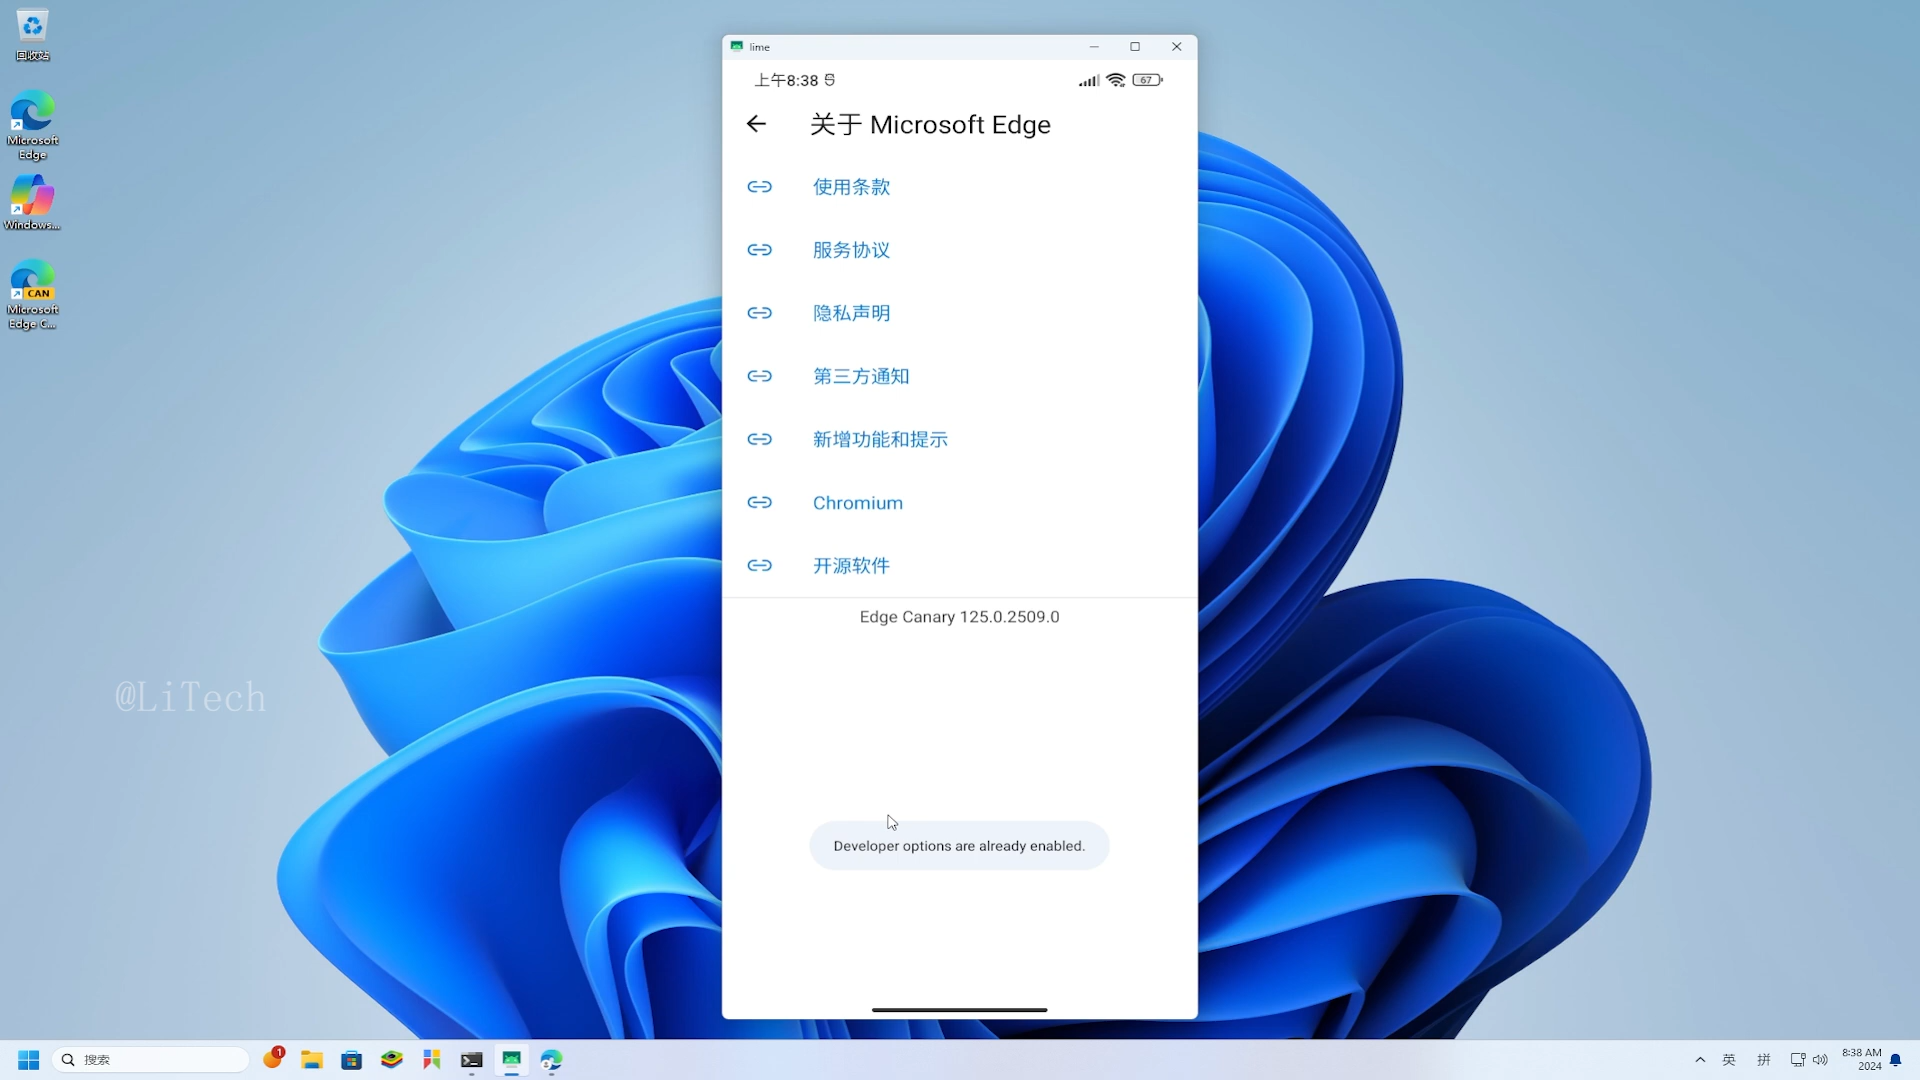 回收站
Microsoft
Edge
Windows...
CAN
Microsoft
Edge C...
@LiTech
lime
上午8:38
67
关于 Microsoft Edge
使用条款
服务协议
隐私声明
第三方通知
新增功能和提示
Chromium
开源软件
Edge Canary 125.0.2509.0
Developer options are already enabled.
搜索
1
英
拼
8:38 AM
2024